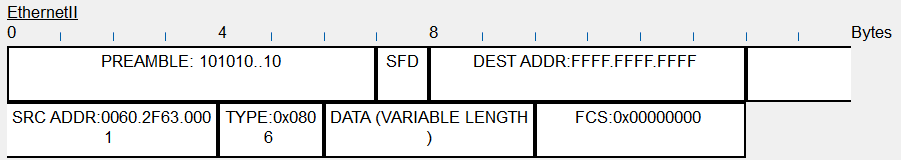 EthernetII
0 4 8 Bytes
PREAMBLE: 101010..10 SFD DEST ADDR:FFFF.FFFF.FFFF
SRC ADDR:0060.2F63.000 TYPE:0x080 DATA (VARIABLE LENGTH FCS:0x00000000
1 6 )